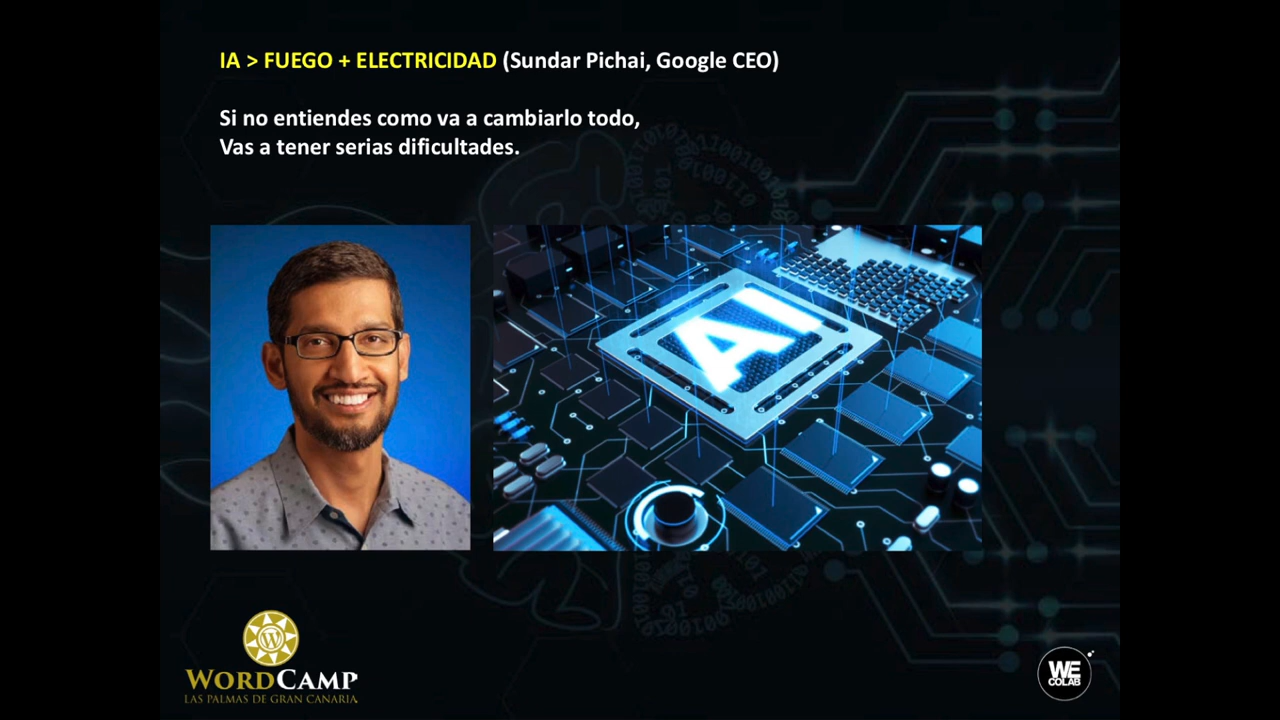 IA > FUEGO + ELECTRICIDAD (Sundar Pichai, Google CEO)
Si no entiendes como va a cambiarlo todo,
Vas a tener serias dificultades.
AI
WORDCAMP
LAS PALMAS DE GRAN CANARIA
WE
COLAB